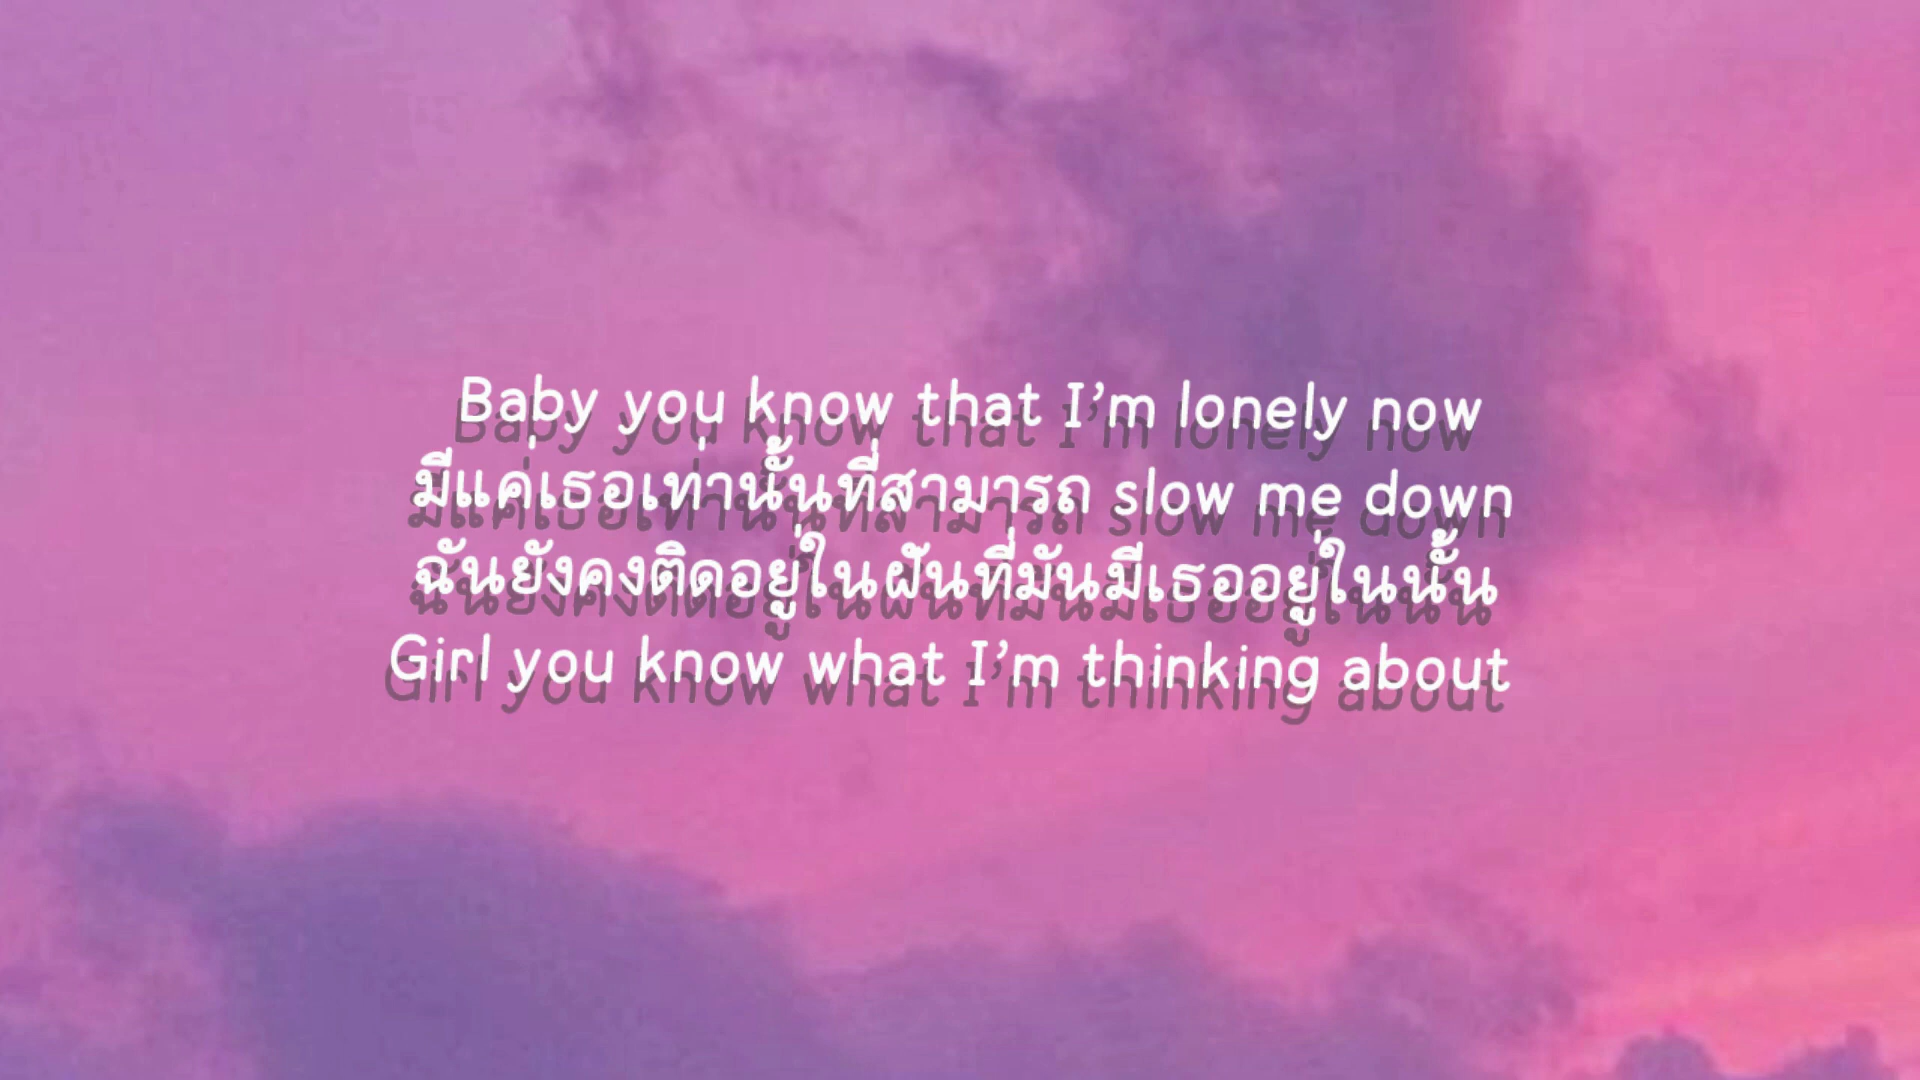 Baby you know that I’m lonely now
มีแค่เธอเท่านั้นที่สามารถ slow me down
ฉันยังคงติดอยู่ในฝันที่มันมีเธออยู่ในนั้น
Girl you know what I’m thinking about